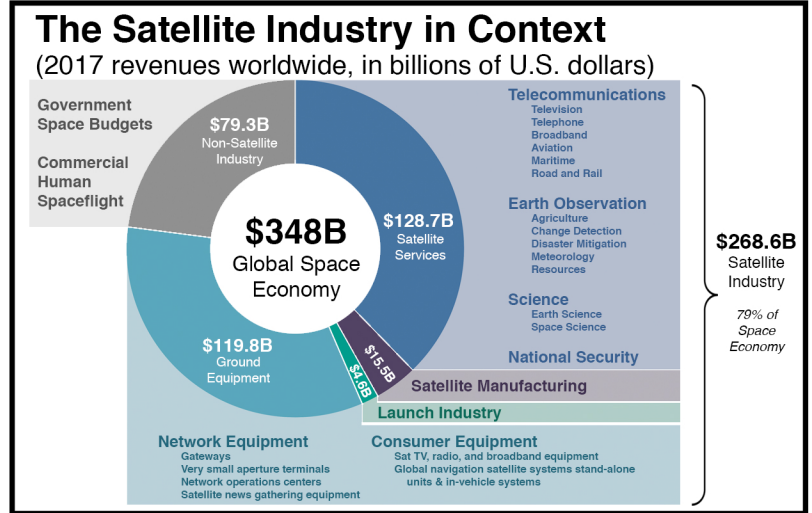 The Satellite Industry in Context
(2017 revenues worldwide, in billions of U.S. dollars)
Government
Space Budgets
Commercial
Human
Spaceflight
$79.3B
Non-Satellite
Industry
$348B
Global Space
Economy
$128.7B
Satellite
Services
$119.8B
Ground
Equipment
$4.6B
$15.5B
Telecommunications
Television
Telephone
Broadband
Aviation
Maritime
Road and Rail
Earth Observation
Agriculture
Change Detection
Disaster Mitigation
Meteorology
Resources
Science
Earth Science
Space Science
National Security
Satellite Manufacturing
Launch Industry
Network Equipment
Gateways
Very small aperture terminals
Network operations centers
Satellite news gathering equipment
Consumer Equipment
Sat TV, radio, and broadband equipment
Global navigation satellite systems stand-alone
units & in-vehicle systems
$268.6B
Satellite
Industry
79% of
Space
Economy